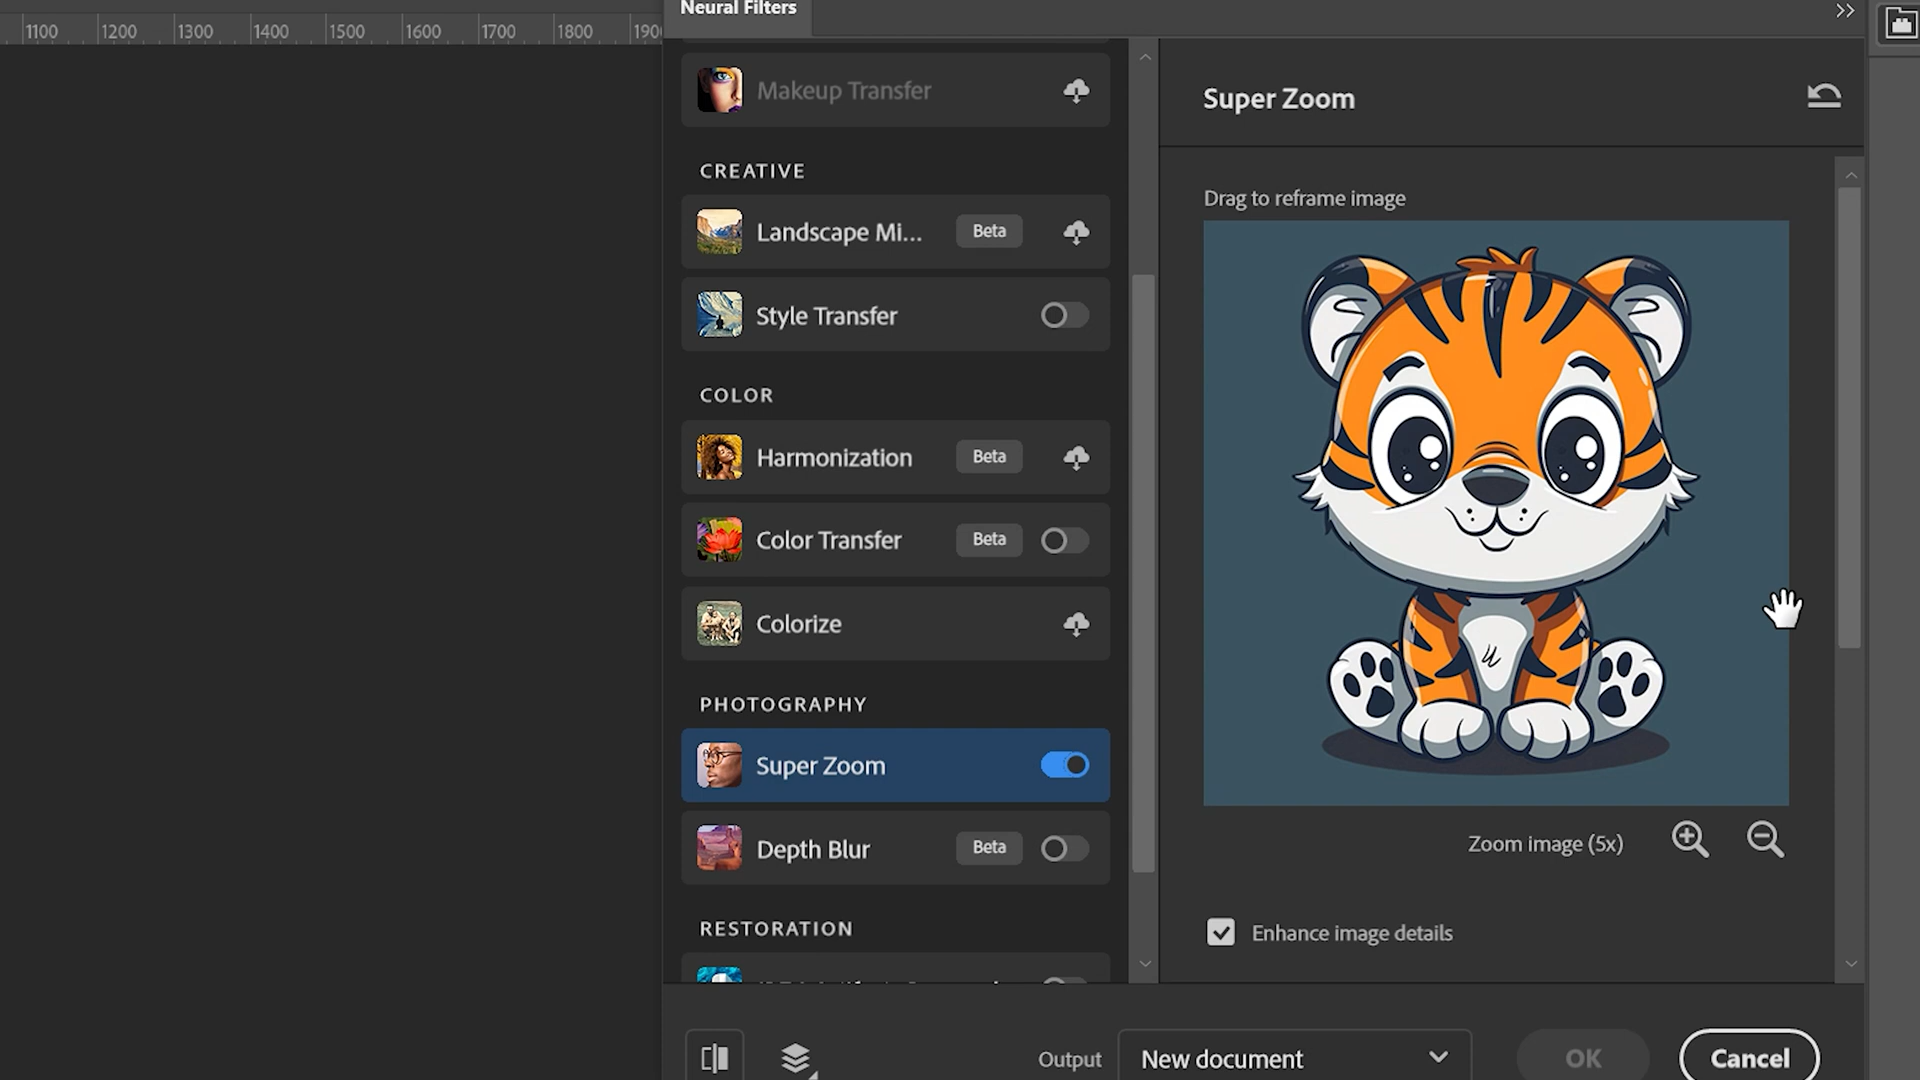 Neural Filters
1100 1200 1300 1400 1500 1600 1700 1800
Makeup Transfer
CREATIVE
Landscape Mi... Beta
Style Transfer
COLOR
Harmonization Beta
Color Transfer Beta
Colorize
PHOTOGRAPHY
Super Zoom
Depth Blur Beta
RESTORATION
Super Zoom
Drag to reframe image
Zoom image (5x)
Enhance image details
Output New document
OK
Cancel